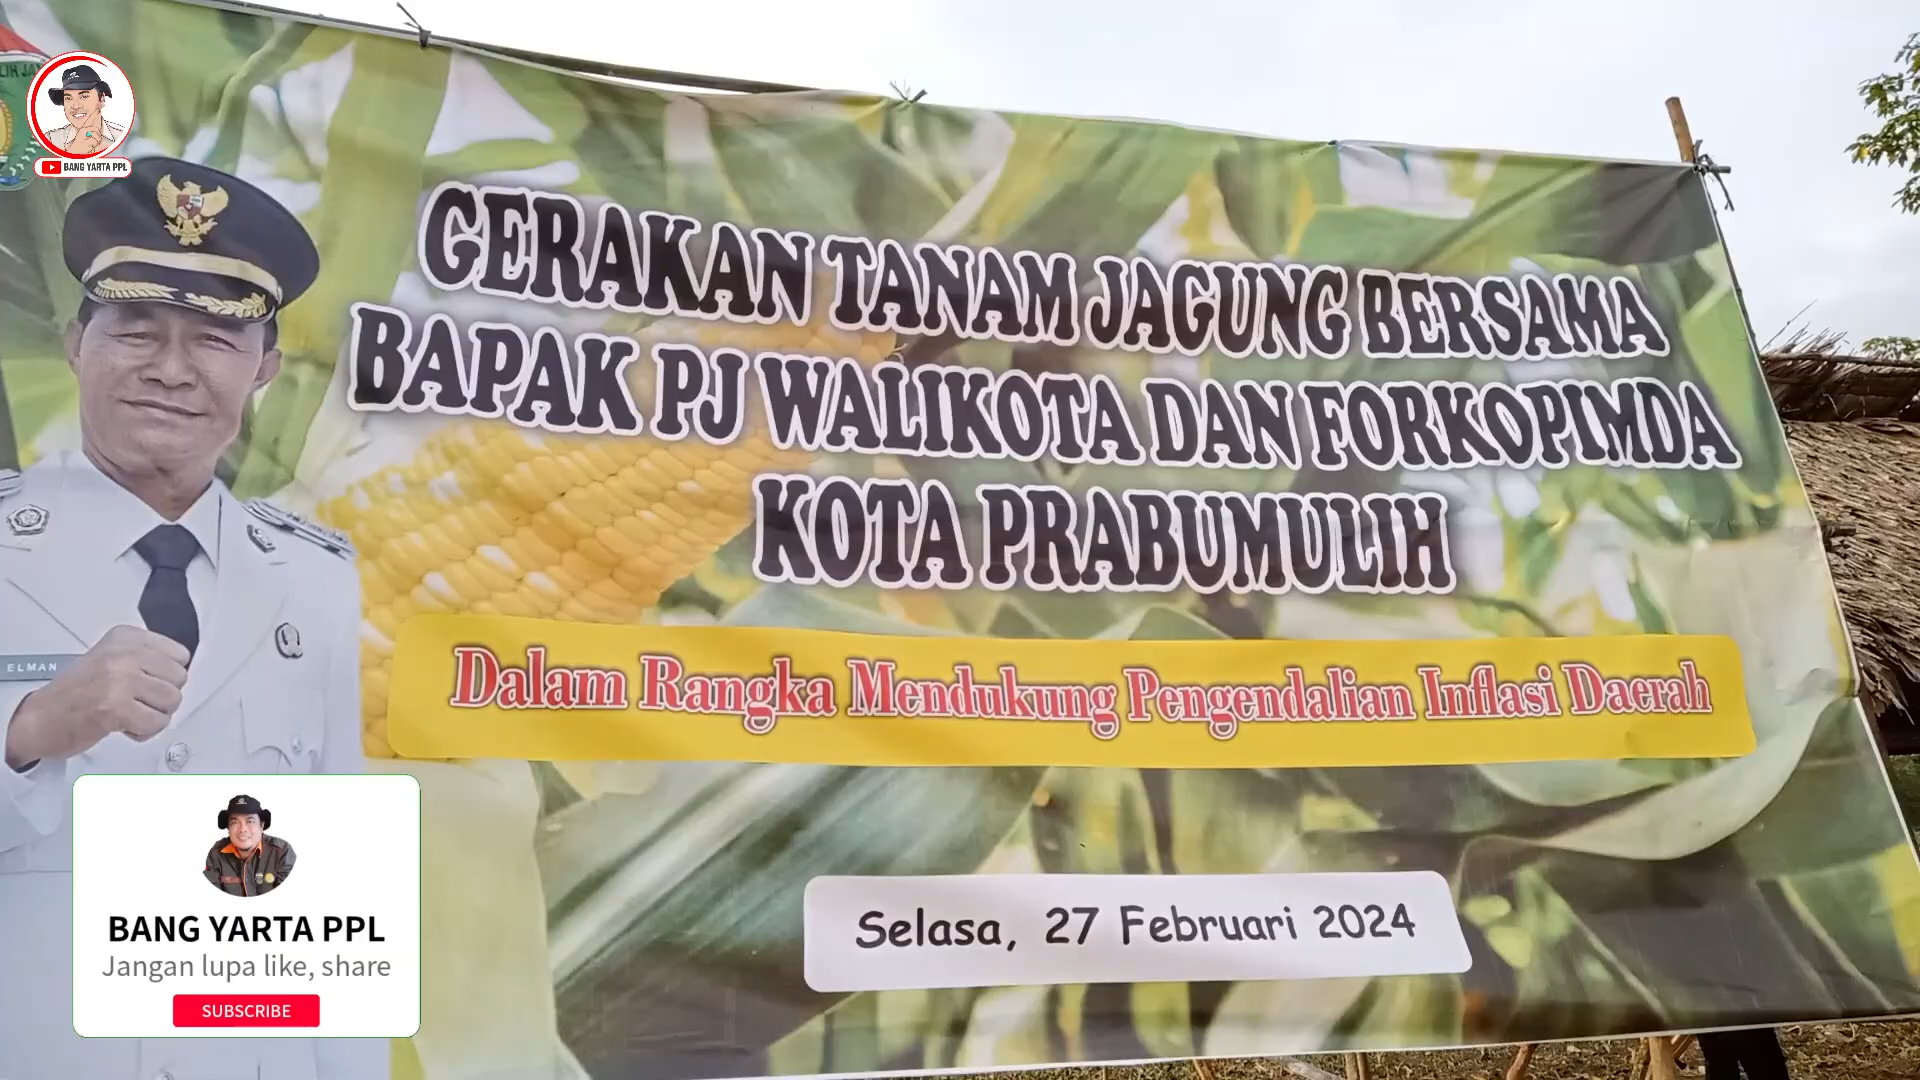 BANG YARTA PPL
GERAKAN TANAM JAGUNG BERSAMA
BAPAK PJ WALIKOTA DAN FORKOPIMDA
KOTA PRABUMULIH
Dalam Rangka Mendukung Pengendalian Inflasi Daerah
ELMAN
Selasa, 27 Februari 2024
BANG YARTA PPL
Jangan lupa like, share
SUBSCRIBE